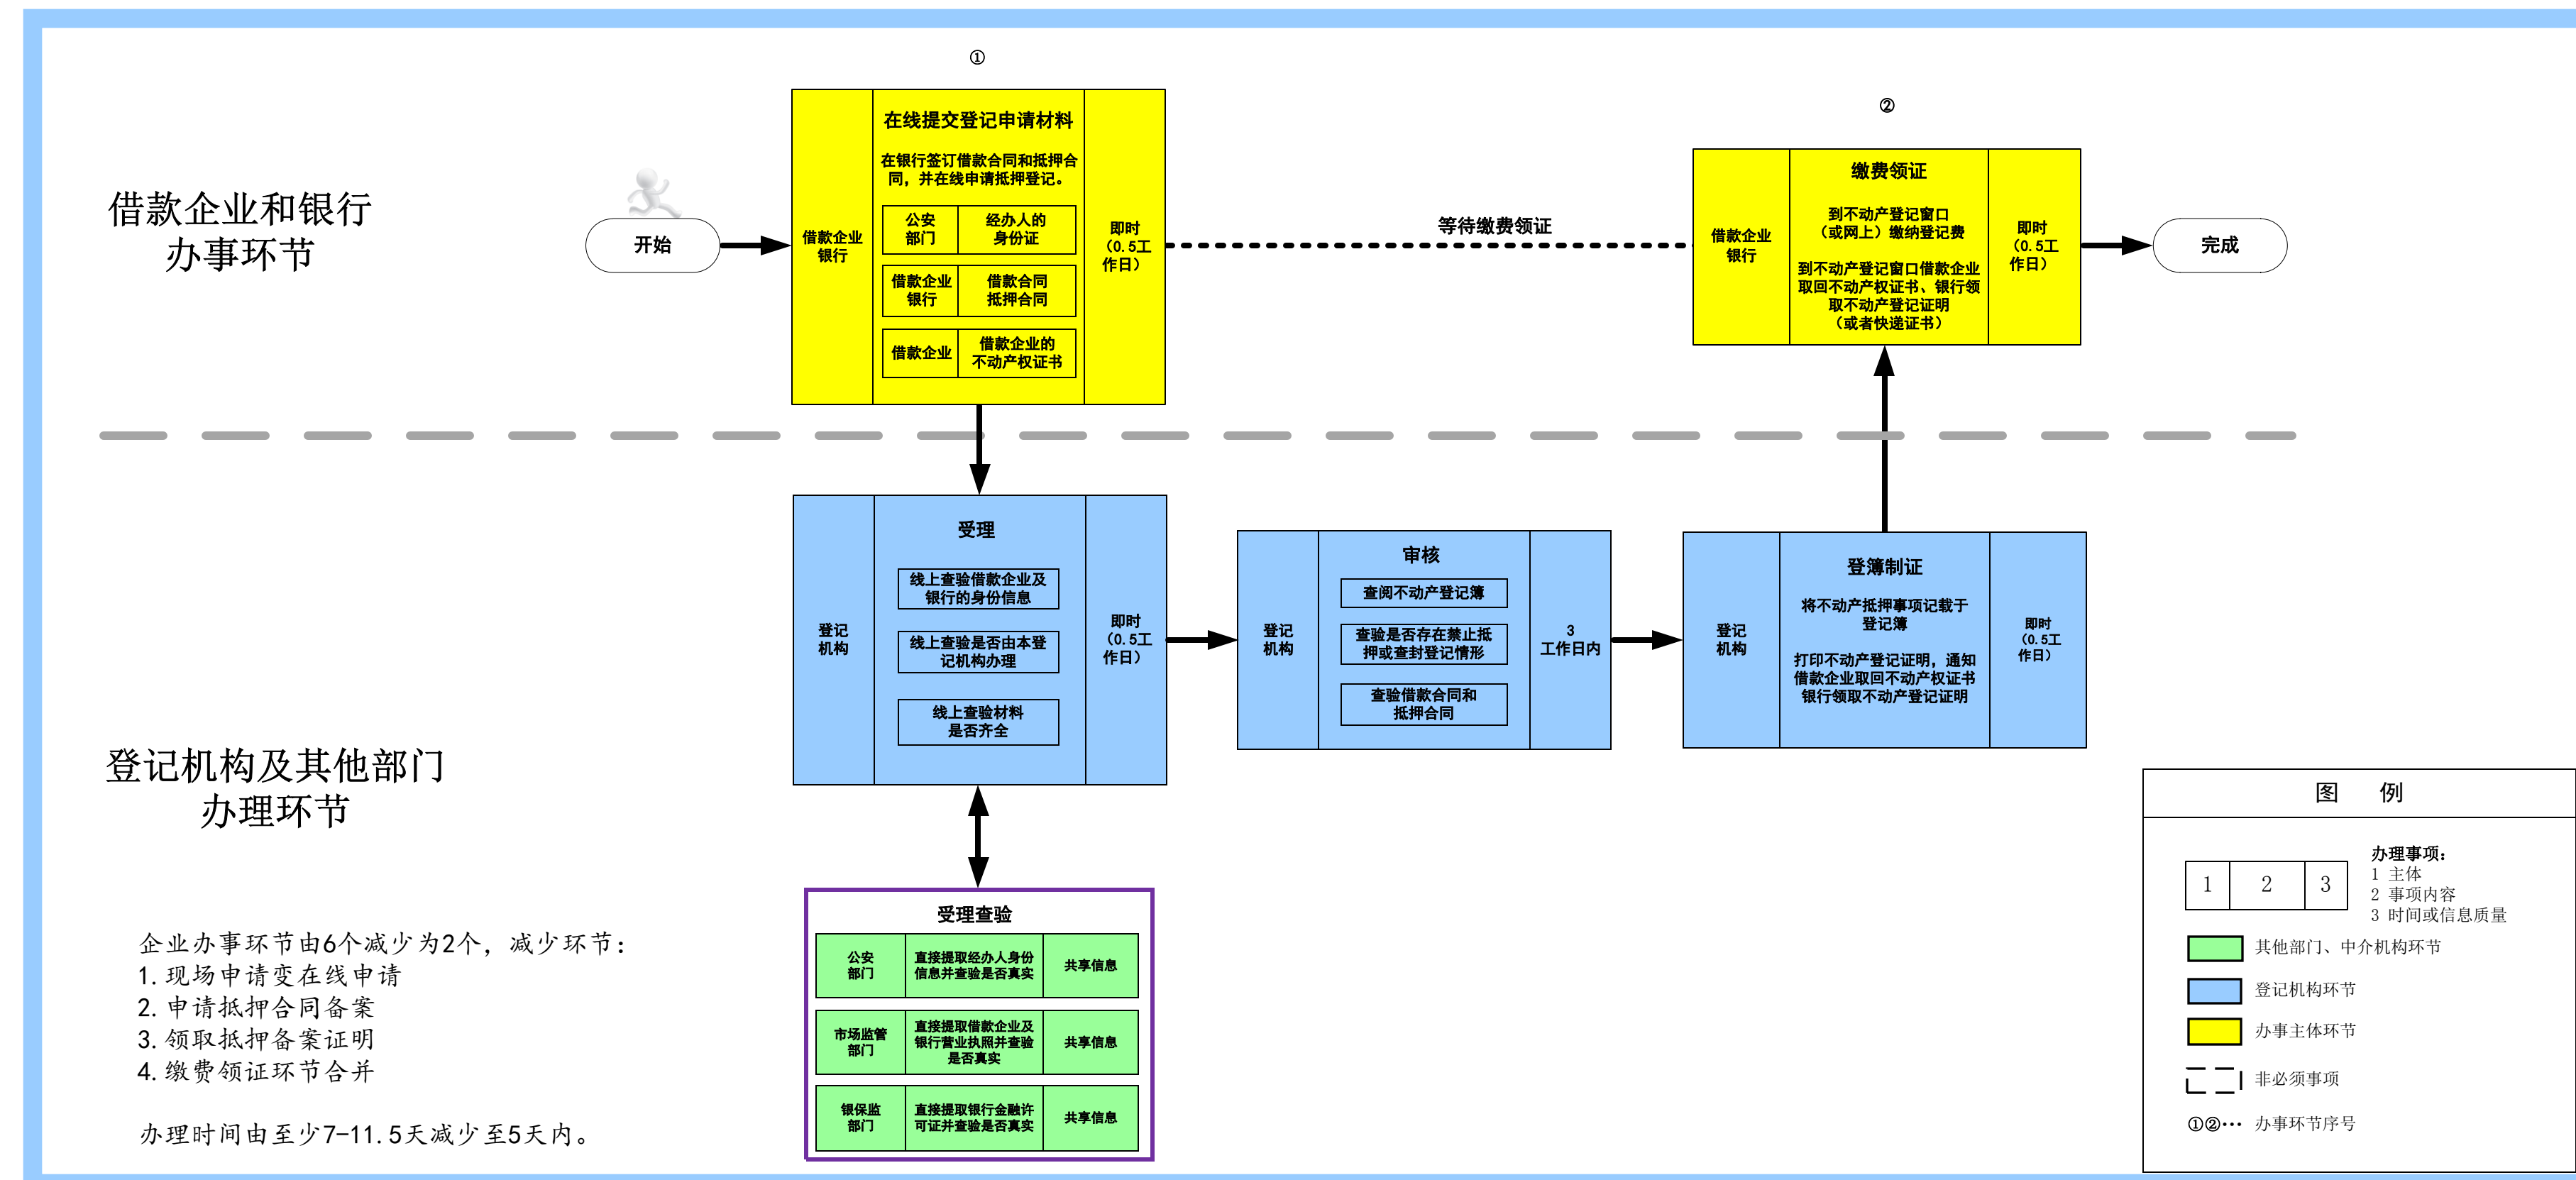 ①
②
借款企业和银行
办事环节
开始
借款企业
银行
在线提交登记申请材料
在银行签订借款合同和抵押合
同，并在线申请抵押登记。
公安
部门
经办人的
身份证
借款企业
银行
借款合同
抵押合同
借款企业
借款企业的
不动产权证书
即时
（0.5工
作日）
等待缴费领证
借款企业
银行
缴费领证
到不动产登记窗口
（或网上）缴纳登记费
到不动产登记窗口借款企业
取回不动产权证书、银行领
取不动产登记证明
（或者快递证书）
即时
（0.5工
作日）
完成
登记机构及其他部门
办理环节
登记
机构
受理
线上查验借款企业及
银行的身份信息
线上查验是否由本登
记机构办理
线上查验材料
是否齐全
即时
（0.5工
作日）
登记
机构
审核
查阅不动产登记簿
查验是否存在禁止抵
押或查封登记情形
查验借款合同和
抵押合同
3
工作日内
登记
机构
登簿制证
将不动产抵押事项记载于
登记簿
打印不动产登记证明，通知
借款企业取回不动产权证书
银行领取不动产登记证明
即时
（0.5工
作日）
受理查验
公安
部门
直接提取经办人身份
信息并查验是否真实
共享信息
市场监管
部门
直接提取借款企业及
银行营业执照并查验
是否真实
共享信息
银保监
部门
直接提取银行金融许
可证并查验是否真实
共享信息
企业办事环节由6个减少为2个，减少环节：
1.现场申请变在线申请
2.申请抵押合同备案
3.领取抵押备案证明
4.缴费领证环节合并
办理时间由至少7-11.5天减少至5天内。
图 例
1 2 3
办理事项：
1 主体
2 事项内容
3 时间或信息质量
其他部门、中介机构环节
登记机构环节
办事主体环节
非必须事项
①②··· 办事环节序号